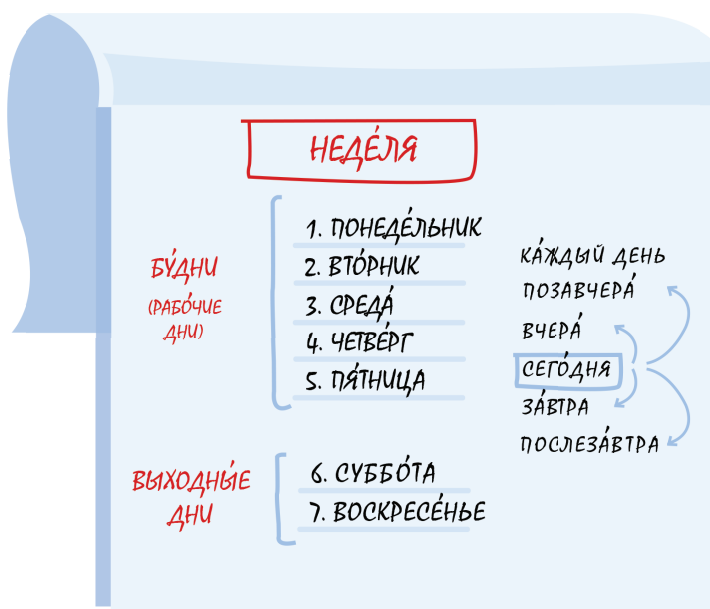 НЕДЕ́ЛЯ
БУ́ДНИ
(РАБО́ЧИЕ
ДНИ)
1. ПОНЕДЕ́ЛЬНИК
2. ВТО́РНИК
3. СРЕДА́
4. ЧЕТВЕ́РГ
5. ПЯ́ТНИЦА
ВЫХОДНЫ́Е
ДНИ
6. СУББО́ТА
7. ВОСКРЕСЕ́НЬЕ
КА́ЖДЫЙ ДЕНЬ
ПОЗАВЧЕРА́
ВЧЕРА́
СЕГО́ДНЯ
ЗА́ВТРА
ПОСЛЕЗА́ВТРА